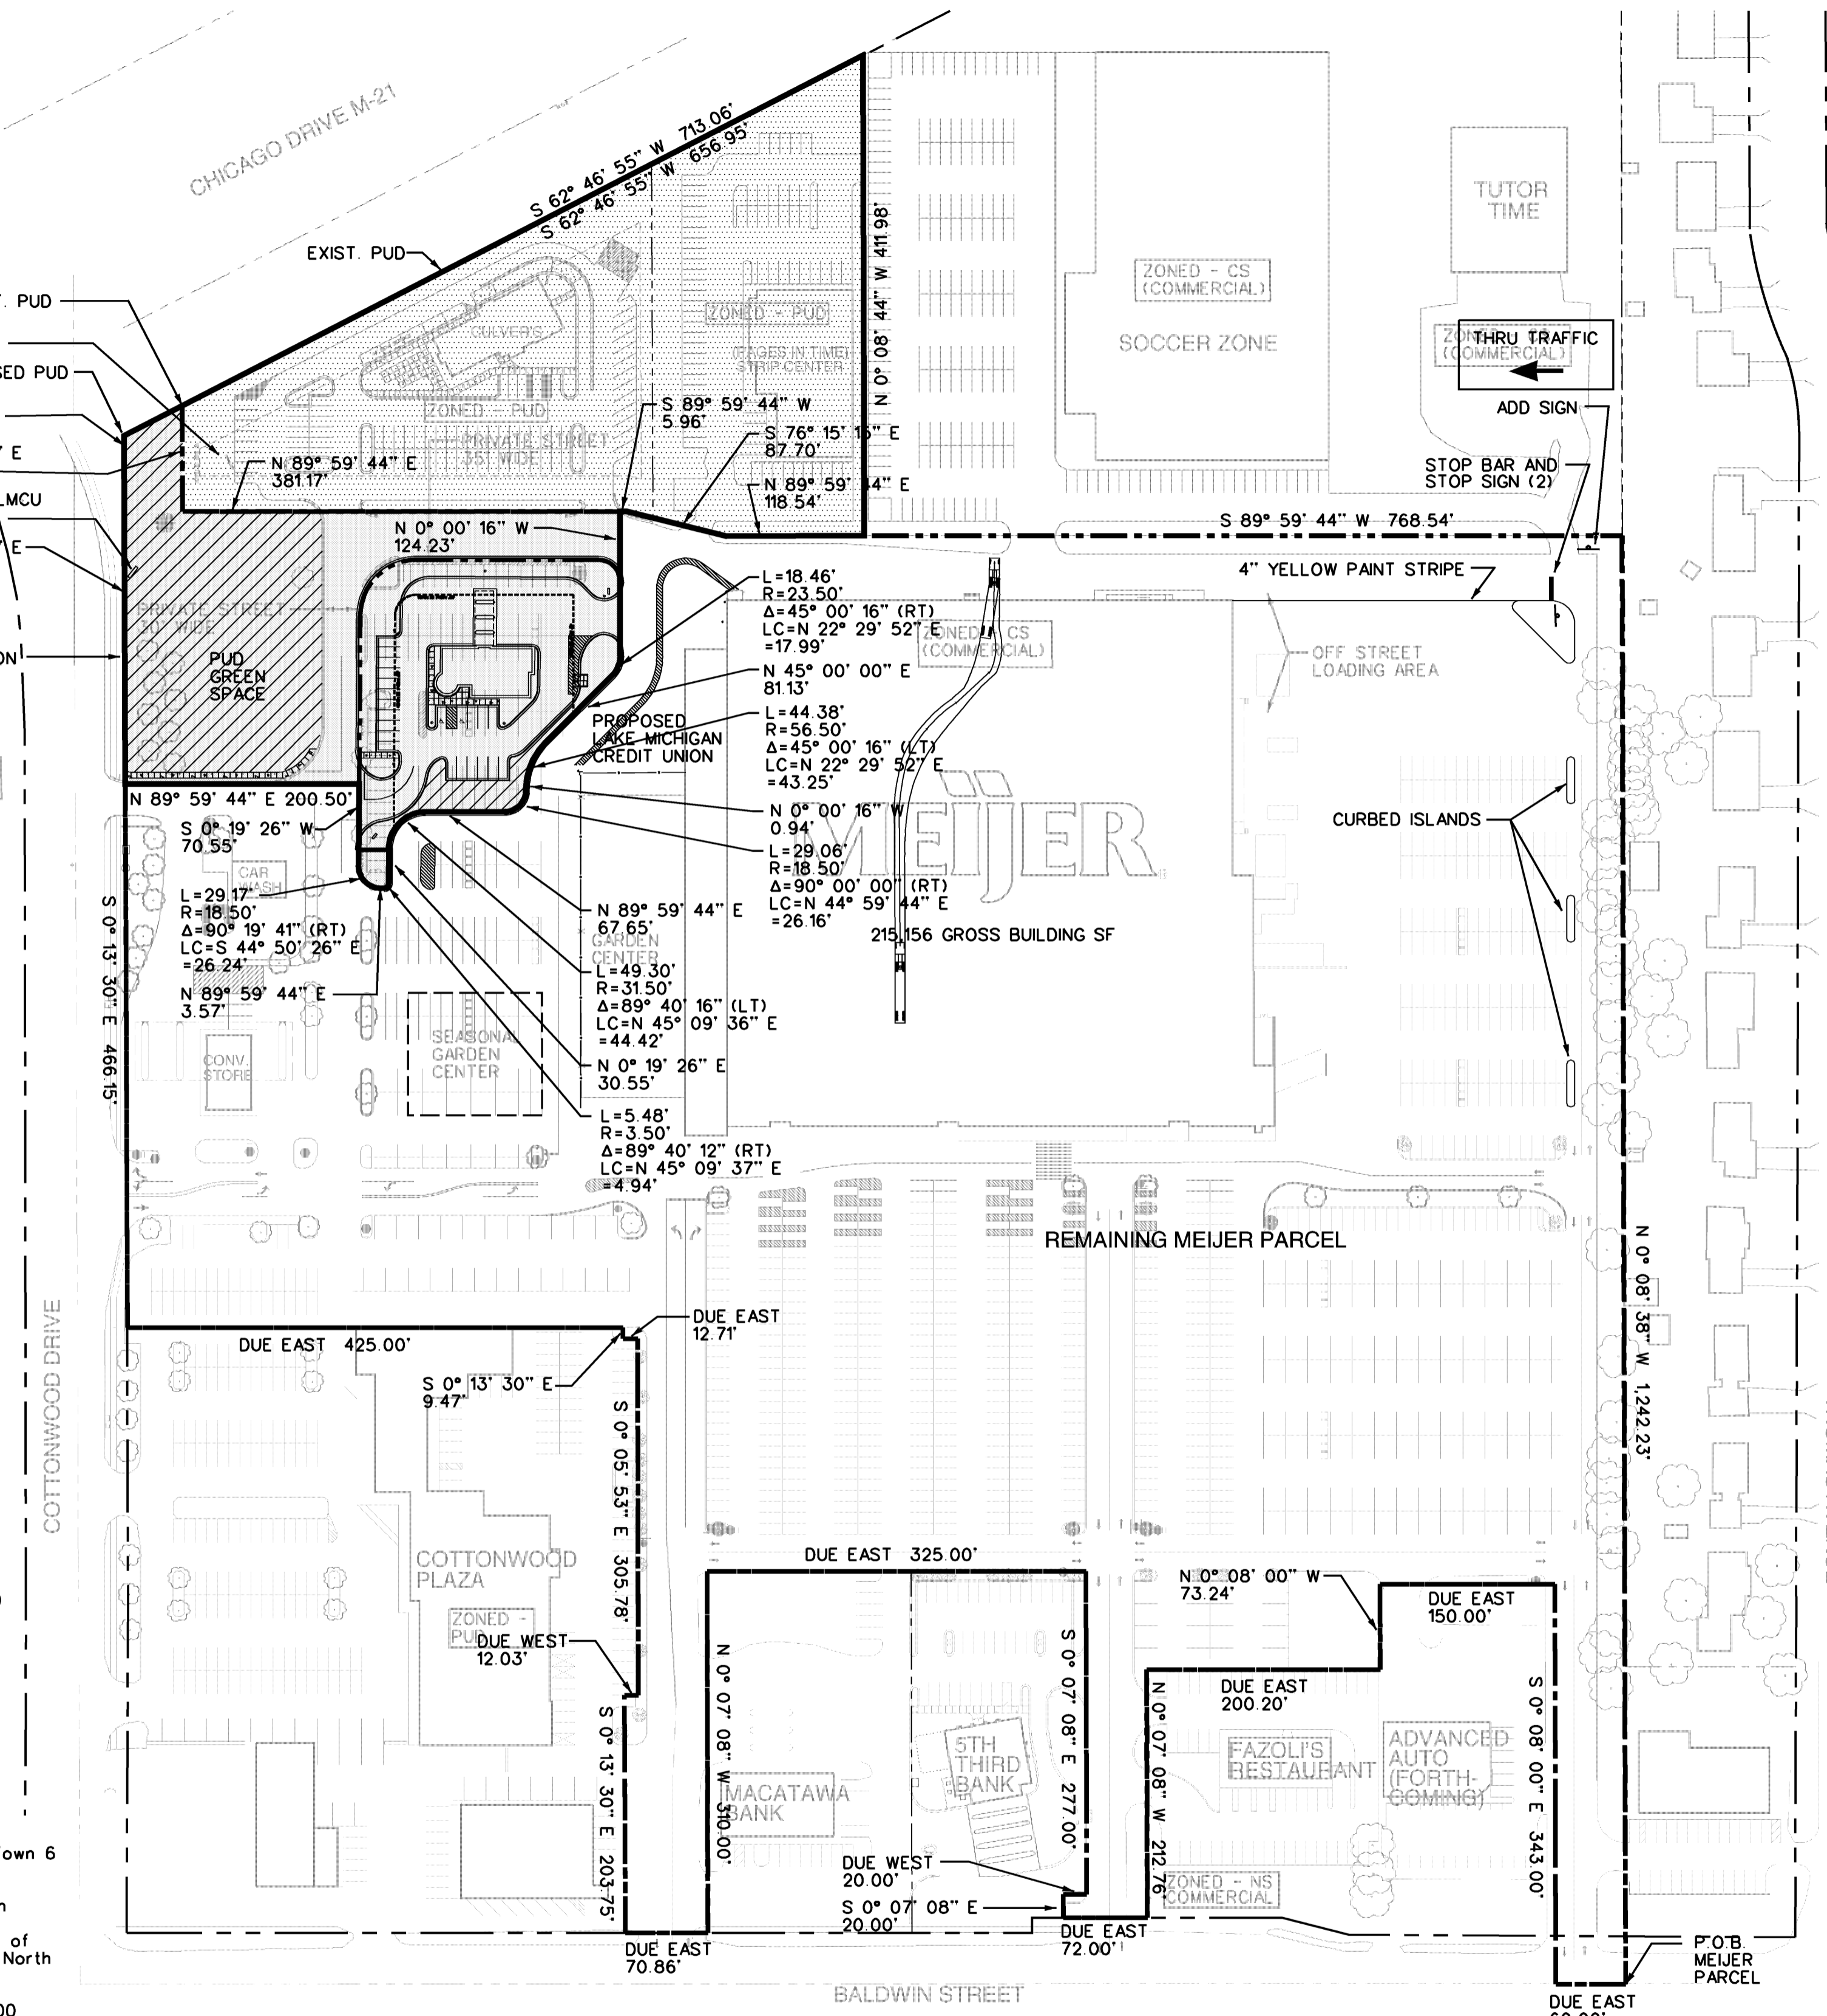 CHICAGO DRIVE M-21
S 62° 46' 55" W 713.06'
S 62° 46' 55" W 656.95'
EXIST. PUD
. PUD
SED PUD
' E
LMCU
' E
ON
N 0° 08' 44" W 411.98'
ZONED - PUD
(PAGES IN TIME)
STRIP CENTER
CULVER'S
ZONED - PUD
PRIVATE STREET
35' WIDE
N 89° 59' 44" E
381.17'
S 89° 59' 44" W
5.96'
S 76° 15' 15" E
87.70'
N 89° 59' 44" E
118.54'
N 0° 00' 16" W
124.23'
ZONED - CS
(COMMERCIAL)
SOCCER ZONE
TUTOR
TIME
ZONED - CS
(COMMERCIAL)
THRU TRAFFIC
ADD SIGN
STOP BAR AND
STOP SIGN (2)
S 89° 59' 44" W 768.54'
4" YELLOW PAINT STRIPE
OFF STREET
LOADING AREA
PRIVATE STREET
30' WIDE
PUD
GREEN
SPACE
L=18.46'
R=23.50'
Δ=45° 00' 16" (RT)
LC=N 22° 29' 52" E
=17.99'
ZONED - CS
(COMMERCIAL)
N 45° 00' 00" E
81.13'
PROPOSED
LAKE MICHIGAN
CREDIT UNION
L=44.38'
R=56.50'
Δ=45° 00' 16" (LT)
LC=N 22° 29' 52" E
=43.25'
N 0° 00' 16" W
0.94'
L=29.06'
R=18.50'
Δ=90° 00' 00" (RT)
LC=N 44° 59' 44" E
=26.16'
MEIJER
215,156 GROSS BUILDING SF
CURBED ISLANDS
N 89° 59' 44" E 200.50'
S 0° 19' 26" W
70.55'
CAR
WASH
L=29.17'
R=18.50'
Δ=90° 19' 41" (RT)
LC=S 44° 50' 26" E
=26.24'
N 89° 59' 44" E
3.57'
S 0° 13' 30" E 466.15'
N 89° 59' 44" E
67.65'
GARDEN
CENTER
L=49.30'
R=31.50'
Δ=89° 40' 16" (LT)
LC=N 45° 09' 36" E
=44.42'
N 0° 19' 26" E
30.55'
L=5.48'
R=3.50'
Δ=89° 40' 12" (RT)
LC=N 45° 09' 37" E
=4.94'
CONV.
STORE
SEASONAL
GARDEN
CENTER
REMAINING MEIJER PARCEL
N 0° 08' 38" W 1,242.23'
COTTONWOOD DRIVE
DUE EAST 425.00'
DUE EAST
12.71'
S 0° 13' 30" E
9.47'
S 0° 05' 53" E 305.78'
COTTONWOOD
PLAZA
ZONED -
PUD
DUE WEST
12.03'
S 0° 13' 30" E 203.75'
DUE EAST
70.86'
DUE EAST 325.00'
N 0° 07' 08" W 310.00'
MACATAWA
BANK
5TH
THIRD
BANK
S 0° 07' 08" E 277.00'
DUE WEST
20.00'
S 0° 07' 08" E
20.00'
DUE EAST
72.00'
N 0° 07' 08" W 212.76'
N 0° 08' 00" W
73.24'
DUE EAST
150.00'
DUE EAST
200.20'
FAZOLI'S
RESTAURANT
ADVANCED
AUTO
(FORTH-
COMING)
ZONED - NS
COMMERCIAL
S 0° 08' 00" E 343.00'
P.O.B.
MEIJER
PARCEL
DUE EAST
BALDWIN STREET
own 6
of
North
00